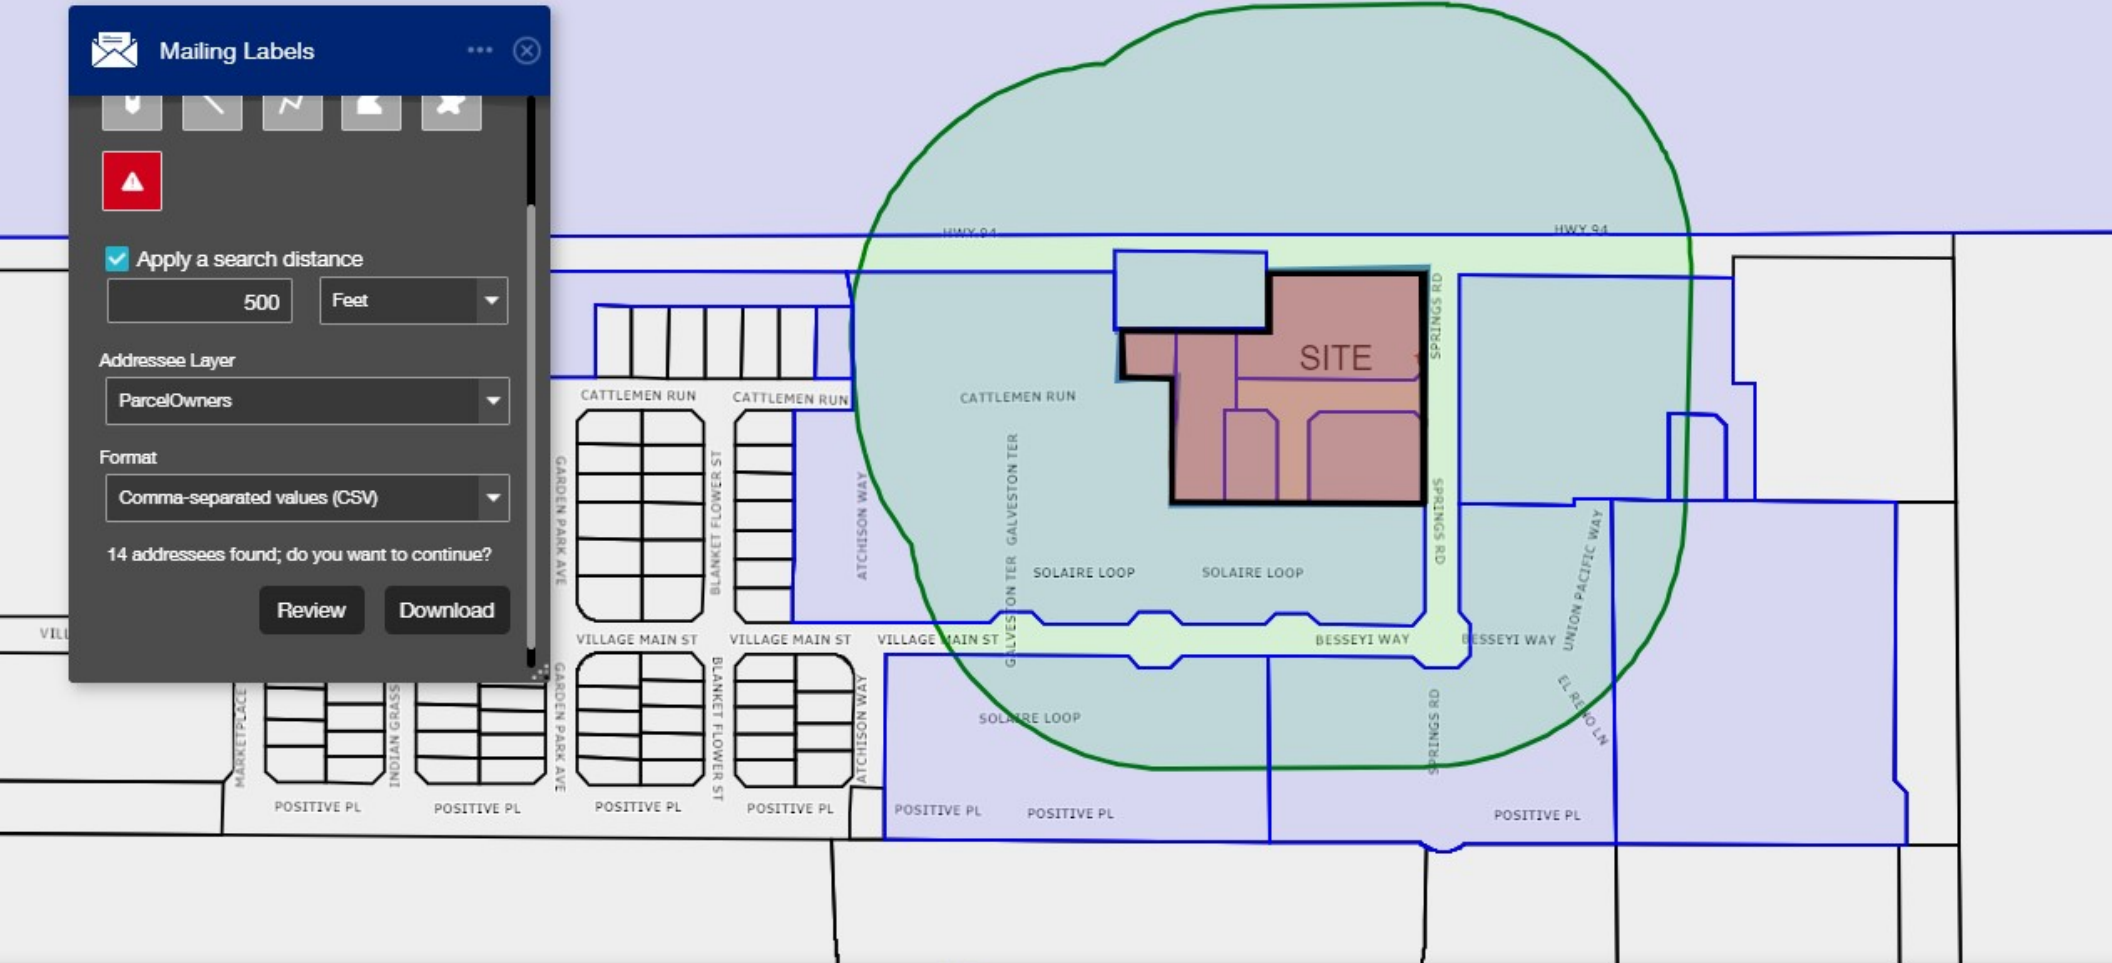 Mailing Labels
Apply a search distance
500
Feet
Addressee Layer
ParcelOwners
Format
Comma-separated values (CSV)
14 addressees found; do you want to continue?
Review
Download
HWY 94
HWY 94
SITE
SPRINGS RD
CATTLEMEN RUN
CATTLEMEN RUN
CATTLEMEN RUN
GARDEN PARK AVE
BLANKET FLOWER ST
ATCHISON WAY
GALVESTON TER
GALVESTON TER
SPRINGS RD
UNION PACIFIC WAY
SOLAIRE LOOP
SOLAIRE LOOP
VILL
VILLAGE MAIN ST
VILLAGE MAIN ST
VILLAGE MAIN ST
BESSEYI WAY
BESSEYI WAY
MARKETPLACE
INDIAN GRASS
GARDEN PARK AVE
BLANKET FLOWER ST
ATCHISON WAY
SOLAIRE LOOP
SPRINGS RD
EL RENO LN
POSITIVE PL
POSITIVE PL
POSITIVE PL
POSITIVE PL
POSITIVE PL
POSITIVE PL
POSITIVE PL